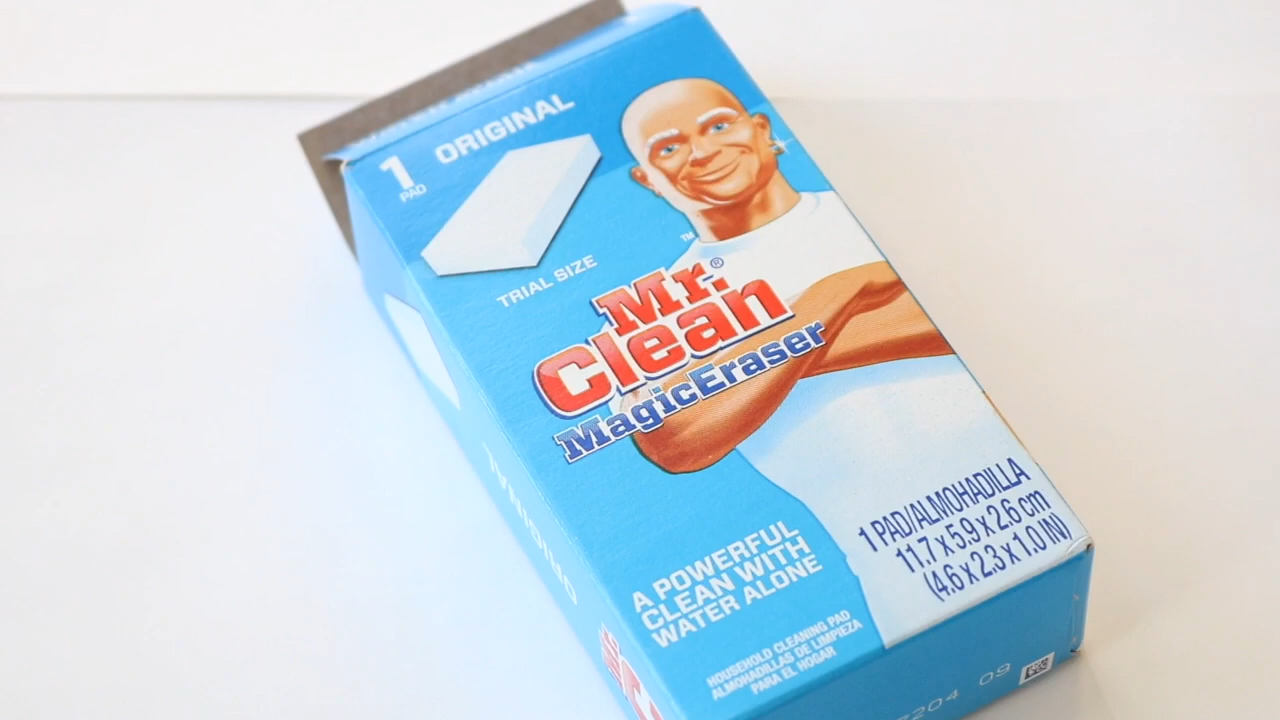 1
PAD
ORIGINAL
TRIAL SIZE
TM
Mr.®
Clean
MagicEraser
A POWERFUL
CLEAN WITH
WATER ALONE
1 PAD/ALMOHADILLA
11.7 x 5.9 x 2.6 cm
(4.6 x 2.3 x 1.0 IN)
HOUSEHOLD CLEANING PAD
ALMOHADILLAS DE LIMPIEZA
PARA EL HOGAR
ORIGINAL
204 09